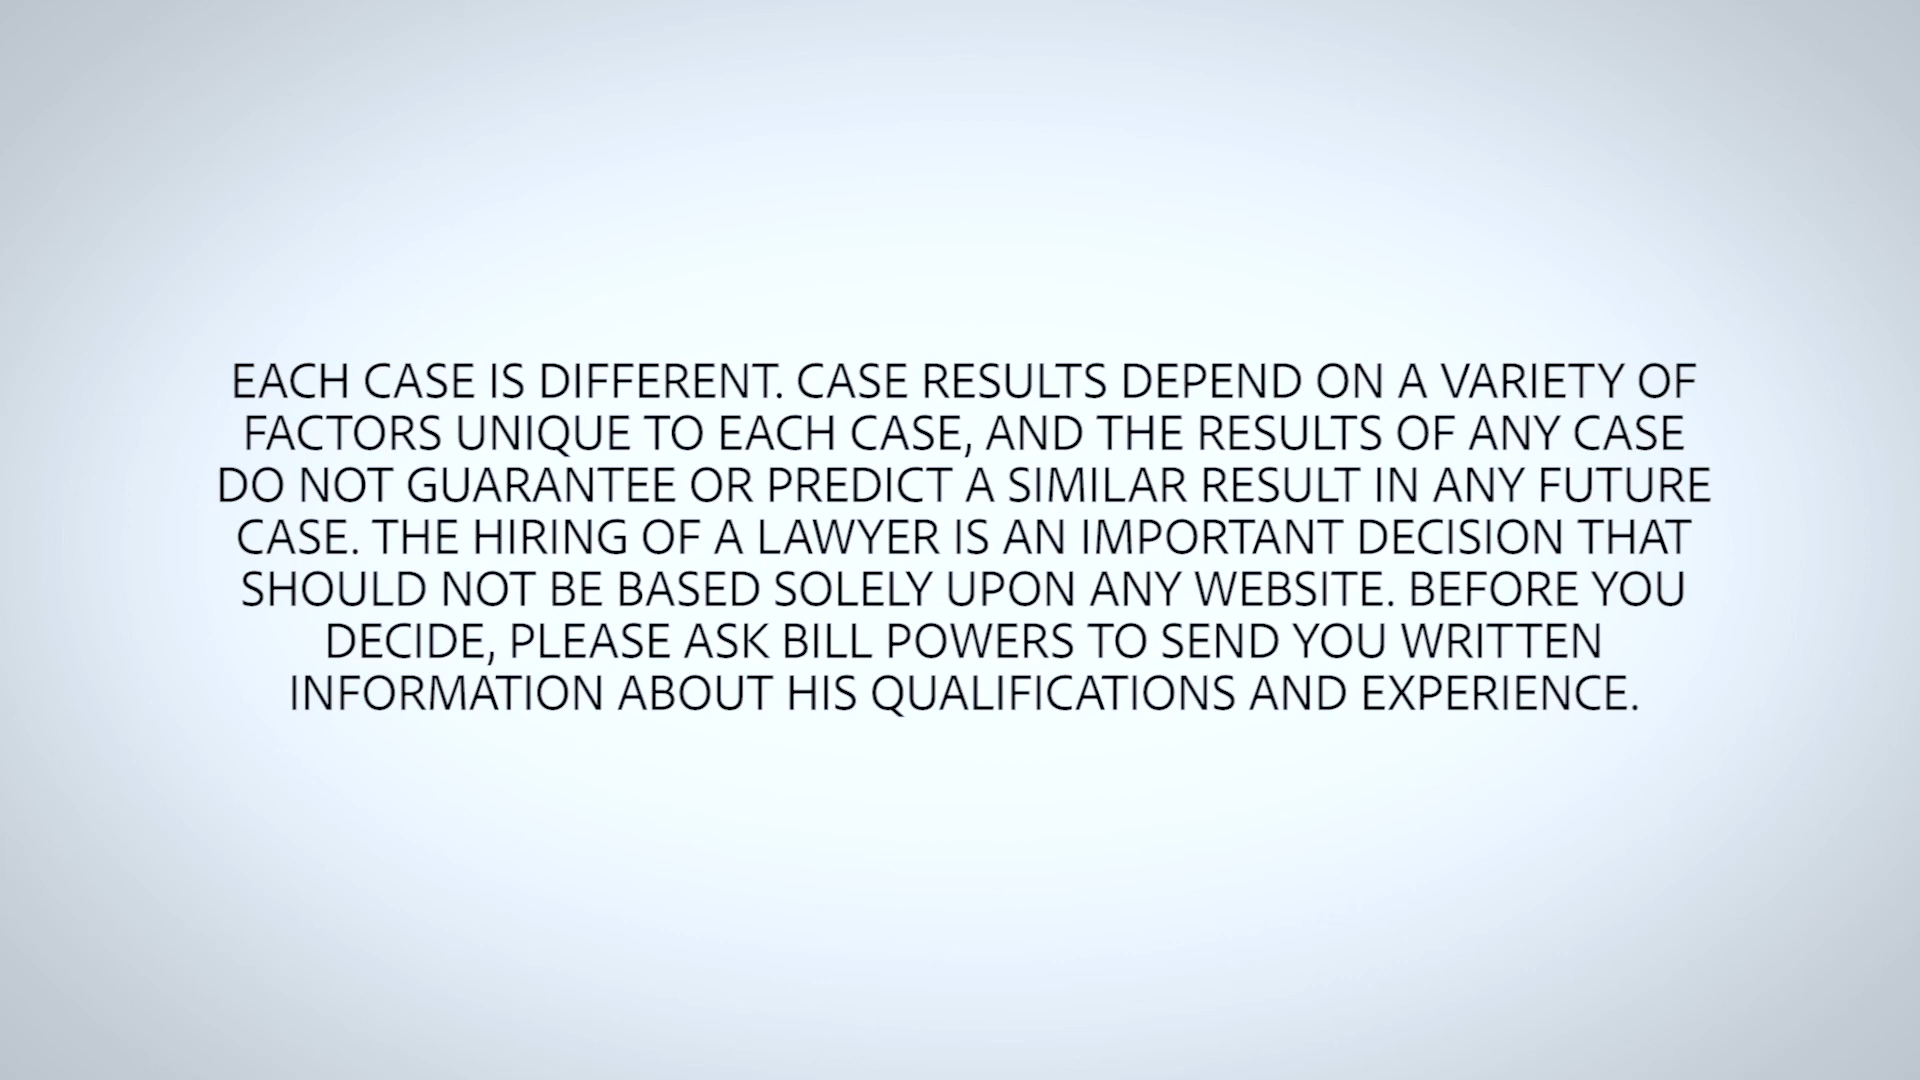 EACH CASE IS DIFFERENT. CASE RESULTS DEPEND ON A VARIETY OF
FACTORS UNIQUE TO EACH CASE, AND THE RESULTS OF ANY CASE
DO NOT GUARANTEE OR PREDICT A SIMILAR RESULT IN ANY FUTURE
CASE. THE HIRING OF A LAWYER IS AN IMPORTANT DECISION THAT
SHOULD NOT BE BASED SOLELY UPON ANY WEBSITE. BEFORE YOU
DECIDE, PLEASE ASK BILL POWERS TO SEND YOU WRITTEN
INFORMATION ABOUT HIS QUALIFICATIONS AND EXPERIENCE.